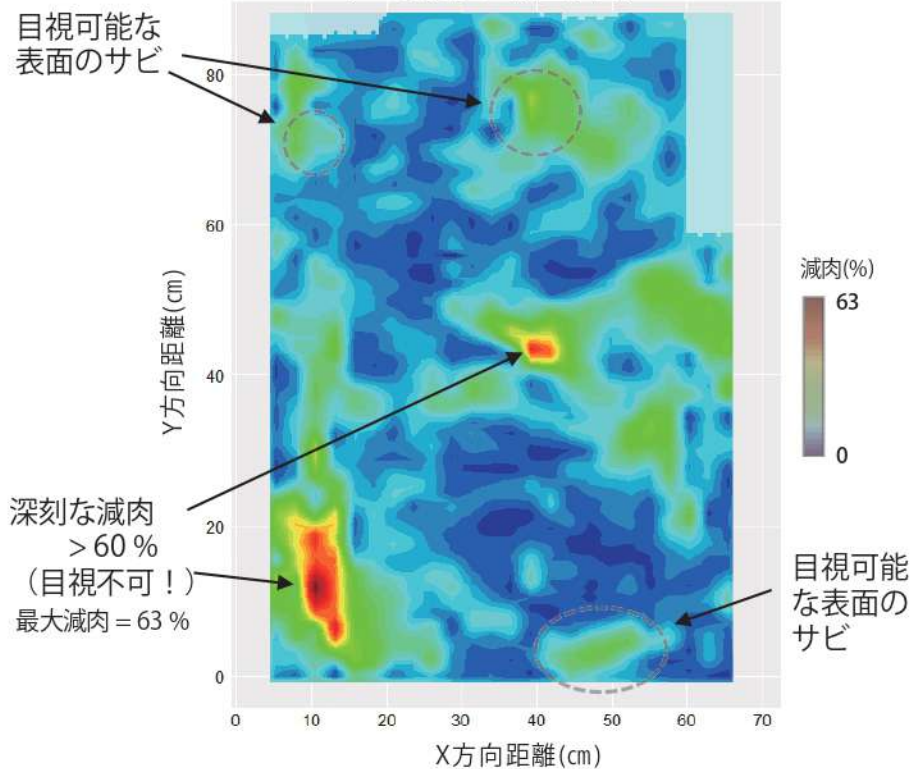 目視可能な
表面のサビ
80
60
40
20
0
Y方向距離(cm)
0 10 20 30 40 50 60 70
X方向距離(cm)
減肉(%)
63
0
深刻な減肉
> 60 %
（目視不可！）
最大減肉 = 63 %
目視可能
な表面の
サビ